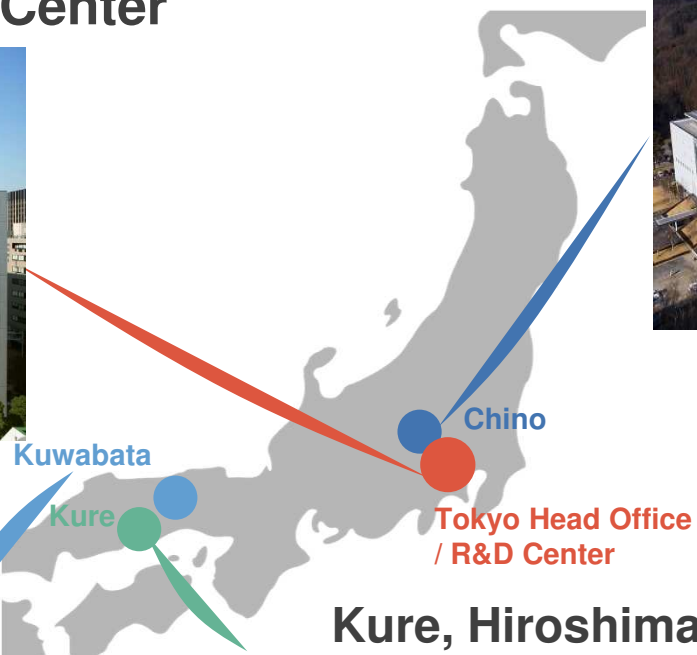 Center
Chino
Kuwabata
Kure
Tokyo Head Office
/ R&D Center
Kure, Hiroshima